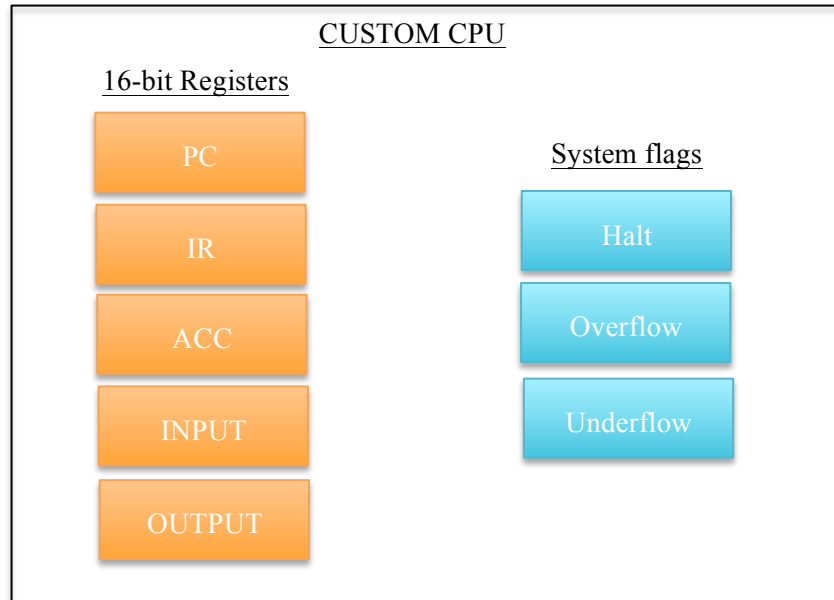 CUSTOM CPU
16-bit Registers
PC
IR
ACC
INPUT
OUTPUT
System flags
Halt
Overflow
Underflow